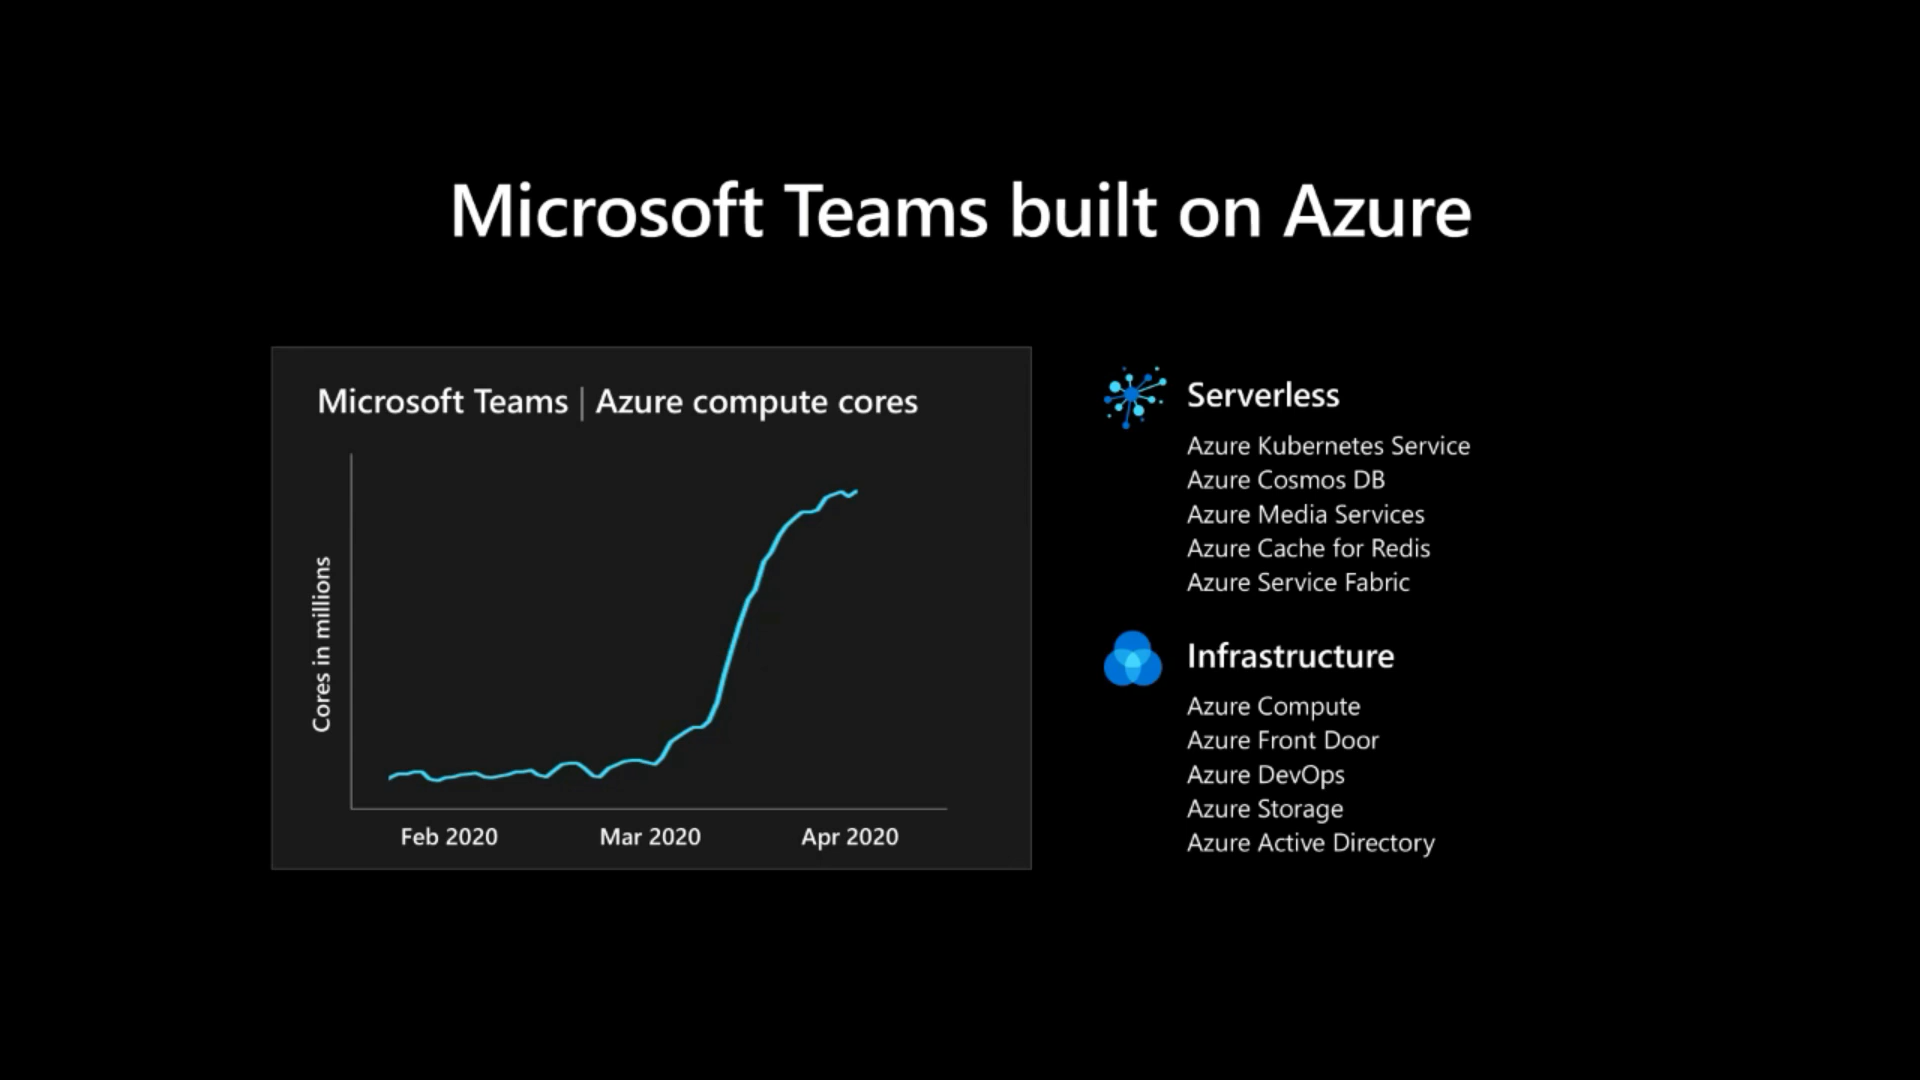 Microsoft Teams built on Azure
Microsoft Teams | Azure compute cores
Cores in millions
Feb 2020
Mar 2020
Apr 2020
Serverless
Azure Kubernetes Service
Azure Cosmos DB
Azure Media Services
Azure Cache for Redis
Azure Service Fabric
Infrastructure
Azure Compute
Azure Front Door
Azure DevOps
Azure Storage
Azure Active Directory